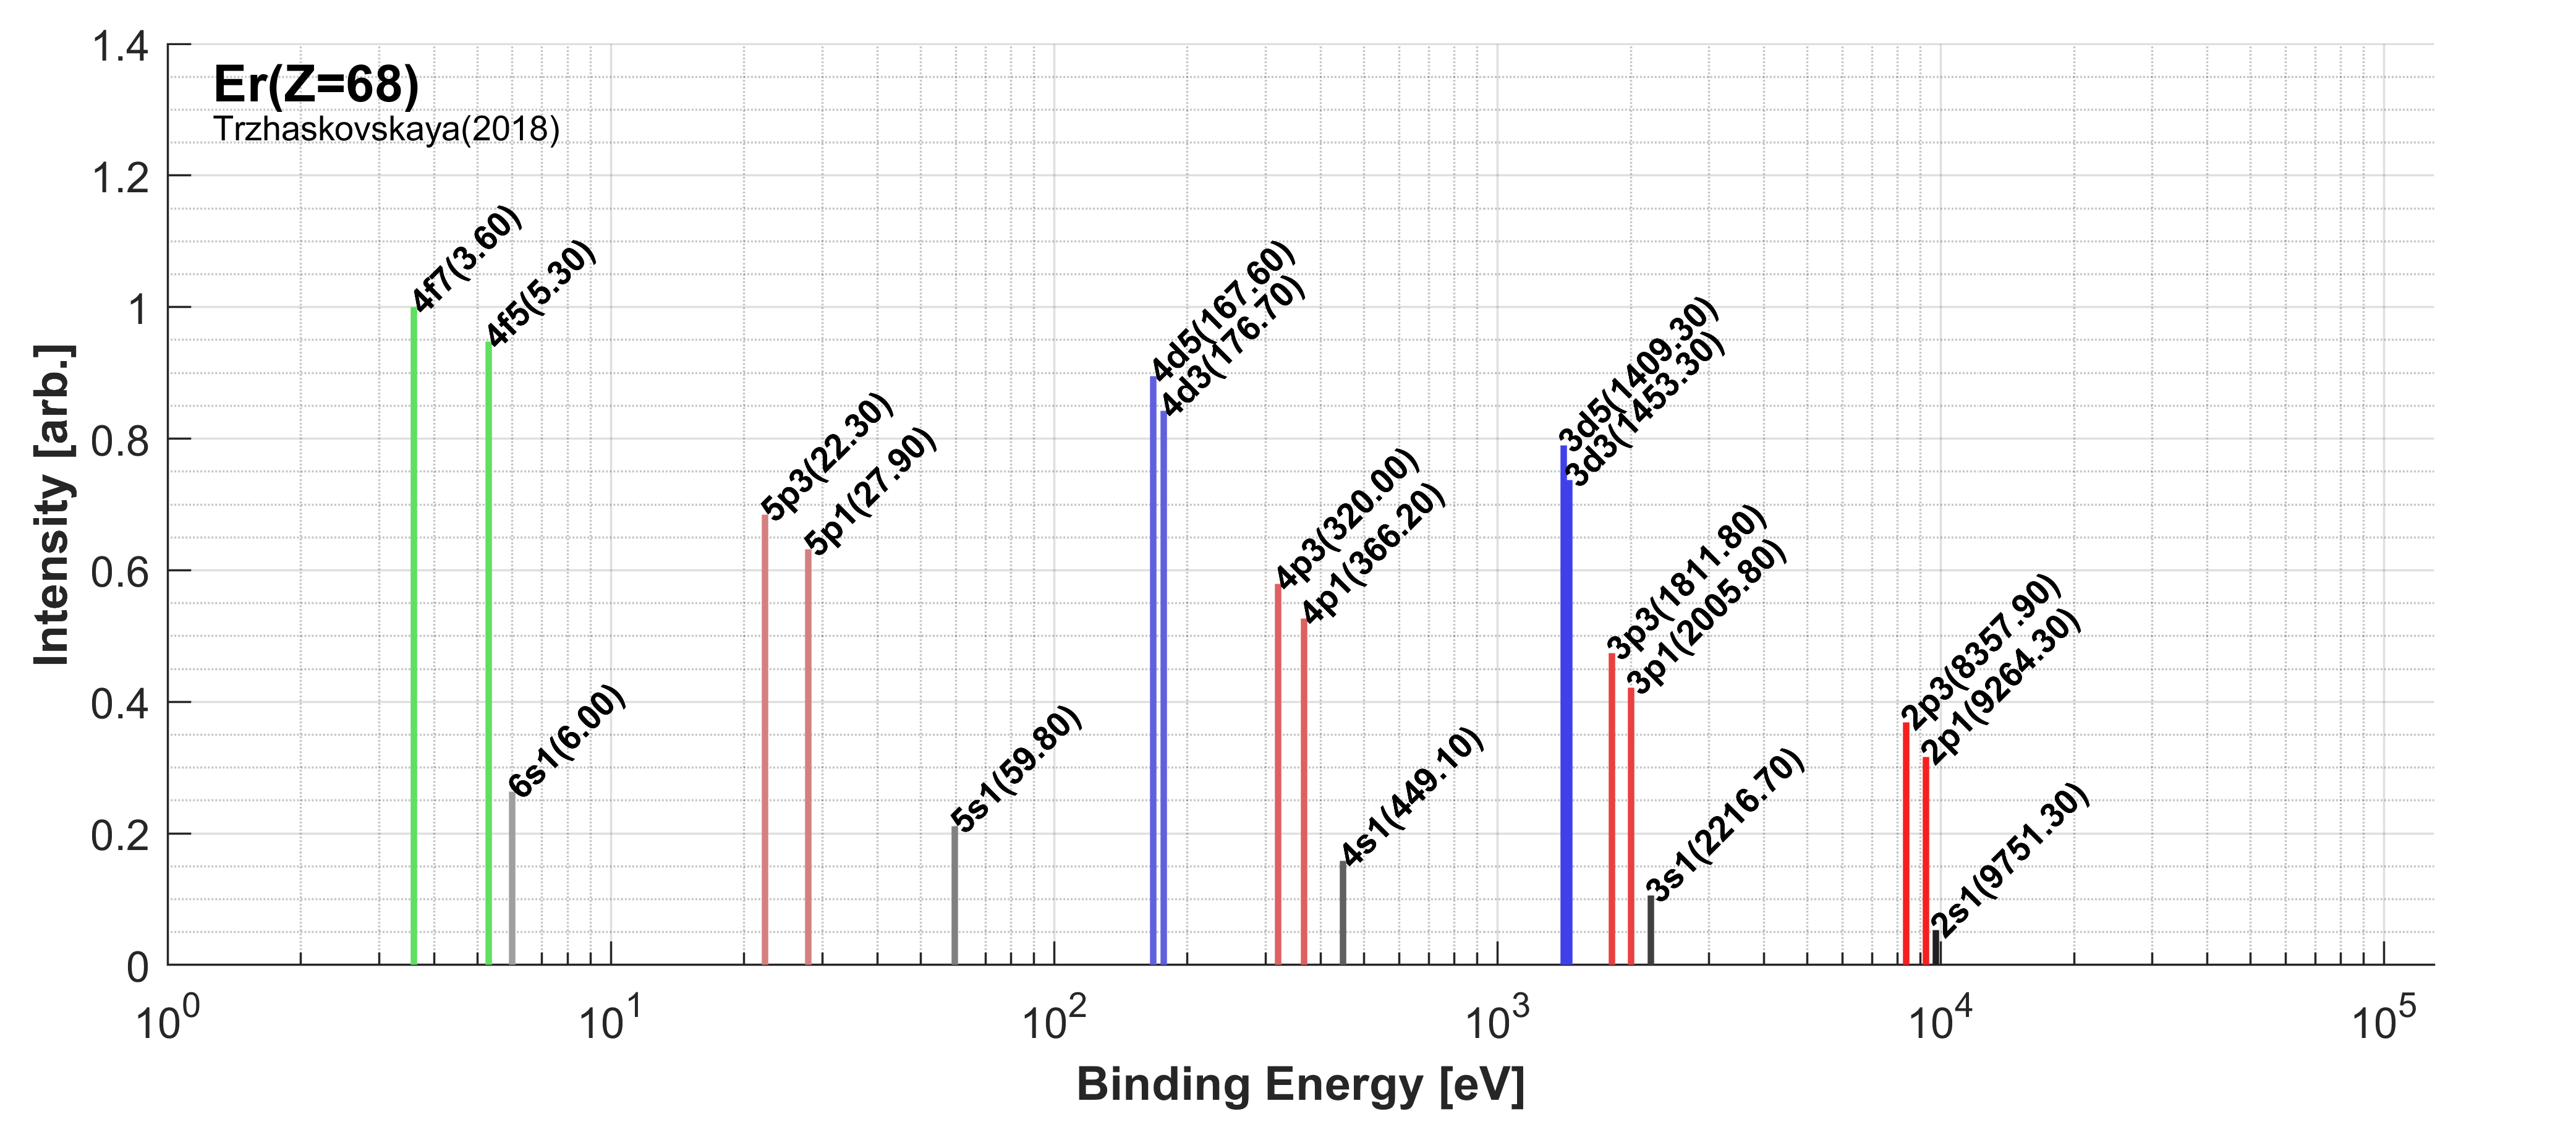 Er(Z=68)
Trzhaskovskaya(2018)
Intensity [arb.]
1.4
1.2
1
0.8
0.6
0.4
0.2
0
4f7(3.60)
4f5(5.30)
6s1(6.00)
5p3(22.30)
5p1(27.90)
5s1(59.80)
4d5(167.60)
4d3(176.70)
4p3(320.00)
4p1(366.20)
4s1(449.10)
3d5(1409.30)
3d3(1453.30)
3p3(1811.80)
3p1(2005.80)
3s1(2216.70)
2p3(8357.90)
2p1(9264.30)
2s1(9751.30)
10^0 10^1 10^2 10^3 10^4 10^5
Binding Energy [eV]